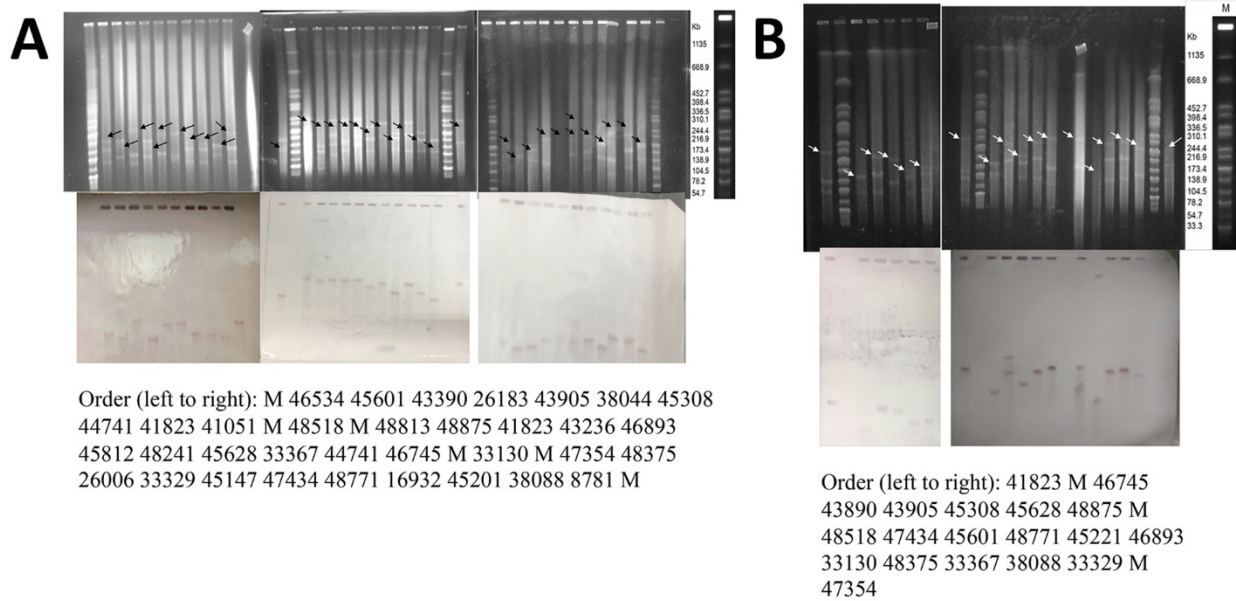 A
Kb
1135
668.9
452.7
398.4
336.5
310.1
244.4
216.9
173.4
138.9
104.5
78.2
54.7
Order (left to right): M 46534 45601 43390 26183 43905 38044 45308
44741 41823 41051 M 48518 M 48813 48875 41823 43236 46893
45812 48241 45628 33367 44741 46745 M 33130 M 47354 48375
26006 33329 45147 47434 48771 16932 45201 38088 8781 M
B
M
Kb
1135
668.9
452.7
398.4
336.5
310.1
244.4
216.9
173.4
138.9
104.5
78.2
54.7
33.3
Order (left to right): 41823 M 46745
43890 43905 45308 45628 48875 M
48518 47434 45601 48771 45221 46893
33130 48375 33367 38088 33329 M
47354